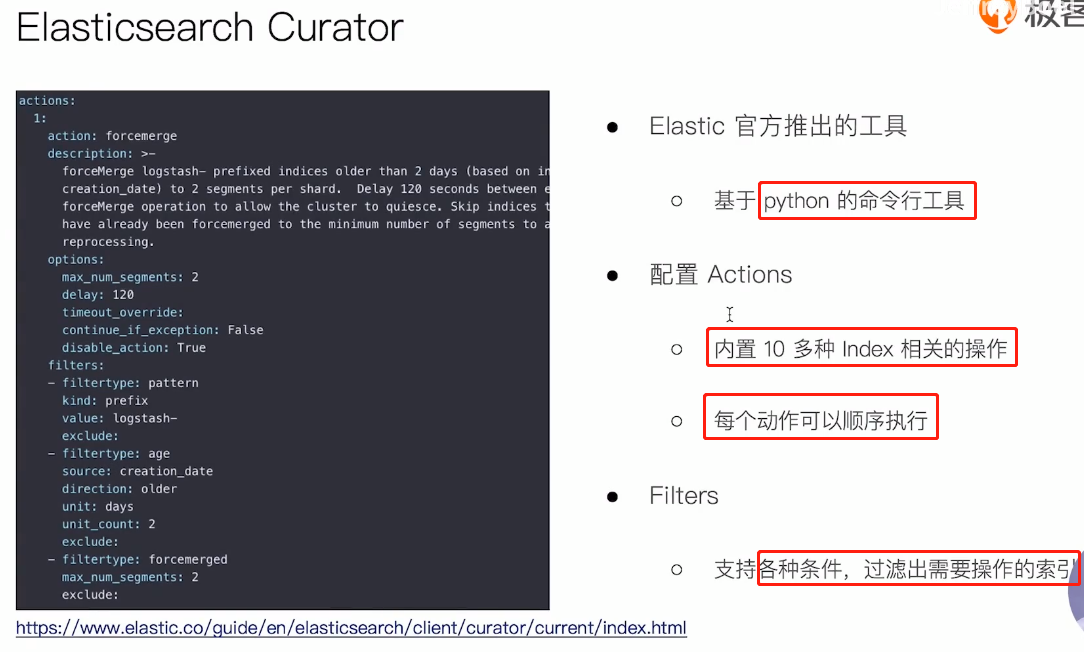 Elasticsearch Curator
极客
actions:
1:
action: forcemerge
description: >-
forceMerge logstash- prefixed indices older than 2 days (based on
creation_date) to 2 segments per shard.  Delay 120 seconds between
forceMerge operation to allow the cluster to quiesce. Skip indices
have already been forcemerged to the minimum number of segments to
reprocessing.
options:
max_num_segments: 2
delay: 120
timeout_override:
continue_if_exception: False
disable_action: True
filters:
- filtertype: pattern
kind: prefix
value: logstash-
exclude:
- filtertype: age
source: creation_date
direction: older
unit: days
unit_count: 2
exclude:
- filtertype: forcemerged
max_num_segments: 2
exclude:
https://www.elastic.co/guide/en/elasticsearch/client/curator/current/index.html
● Elastic 官方推出的工具
○ 基于 python 的命令行工具
● 配置 Actions
○ 内置 10 多种 Index 相关的操作
○ 每个动作可以顺序执行
● Filters
○ 支持各种条件，过滤出需要操作的索引